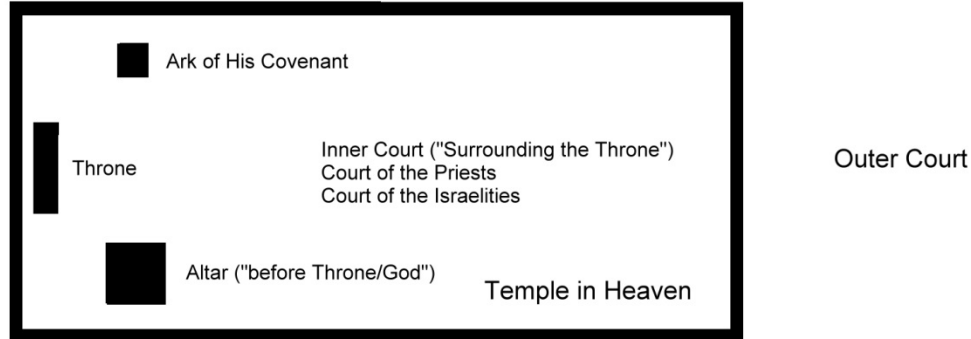 Ark of His Covenant
Throne
Inner Court ("Surrounding the Throne")
Court of the Priests
Court of the Israelities
Outer Court
Altar ("before Throne/God")
Temple in Heaven